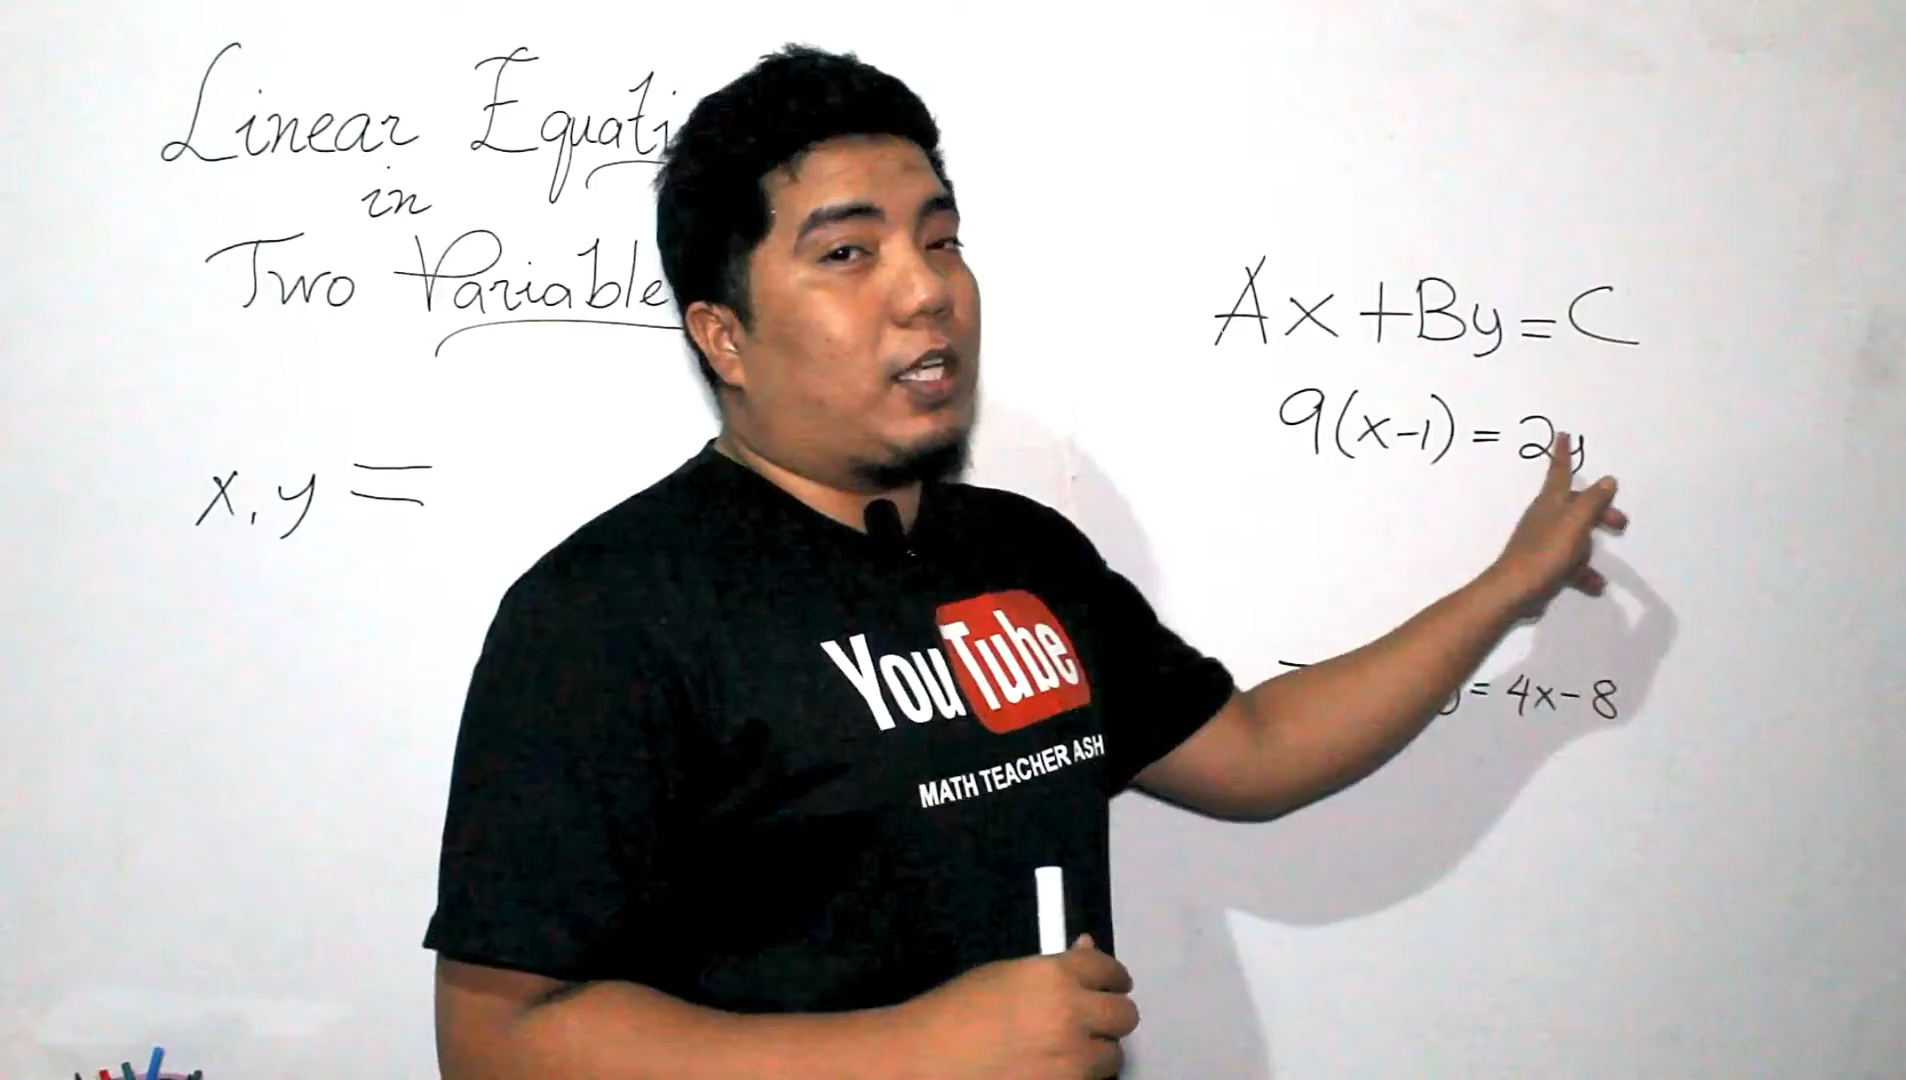 Linear Equati
in
Two Variable
x, y =
Ax + By = C
9(x-1) = 2y
= 4x - 8
YouTube
MATH TEACHER ASH